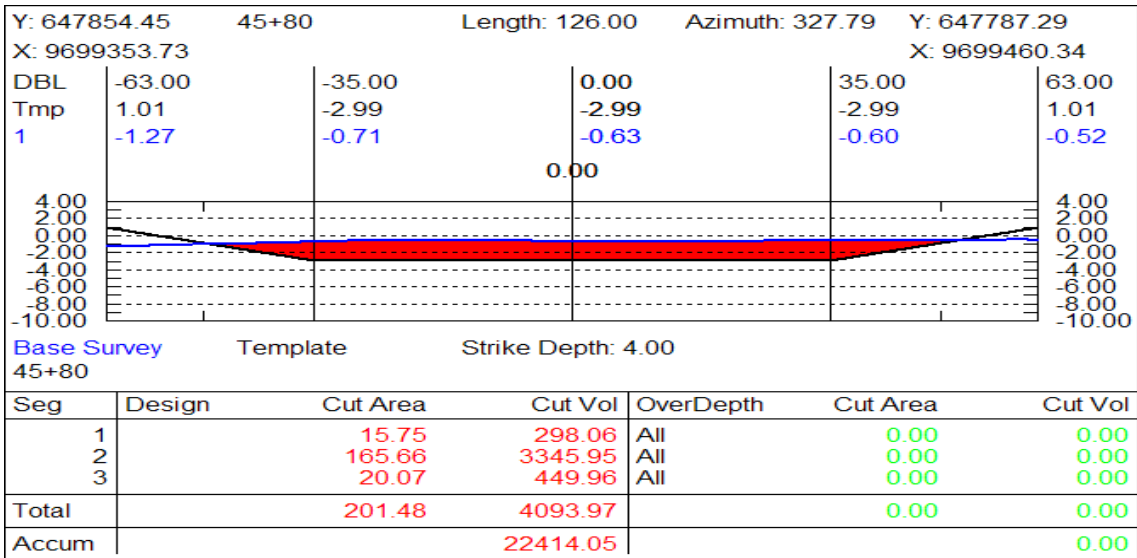 Y: 647854.45 45+80 Length: 126.00 Azimuth: 327.79 Y: 647787.29
X: 9699353.73 X: 9699460.34
DBL -63.00 -35.00 0.00 35.00 63.00
Tmp 1.01 -2.99 -2.99 -2.99 1.01
1 -1.27 -0.71 -0.63 -0.60 -0.52
0.00
4.00 4.00
2.00 2.00
0.00 0.00
-2.00 -2.00
-4.00 -4.00
-6.00 -6.00
-8.00 -8.00
-10.00 -10.00
Base Survey Template Strike Depth: 4.00
45+80
Seg Design Cut Area Cut Vol OverDepth Cut Area Cut Vol
1 15.75 298.06 All 0.00 0.00
2 165.66 3345.95 All 0.00 0.00
3 20.07 449.96 All 0.00 0.00
Total 201.48 4093.97 0.00 0.00
Accum 22414.05 0.00